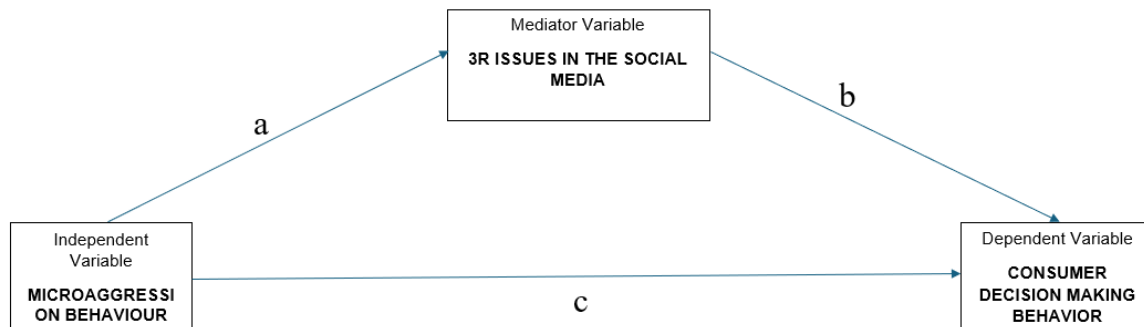 Mediator Variable
3R ISSUES IN THE SOCIAL
MEDIA
a
b
Independent
Variable
MICROAGGRESSI
ON BEHAVIOUR
c
Dependent Variable
CONSUMER
DECISION MAKING
BEHAVIOR